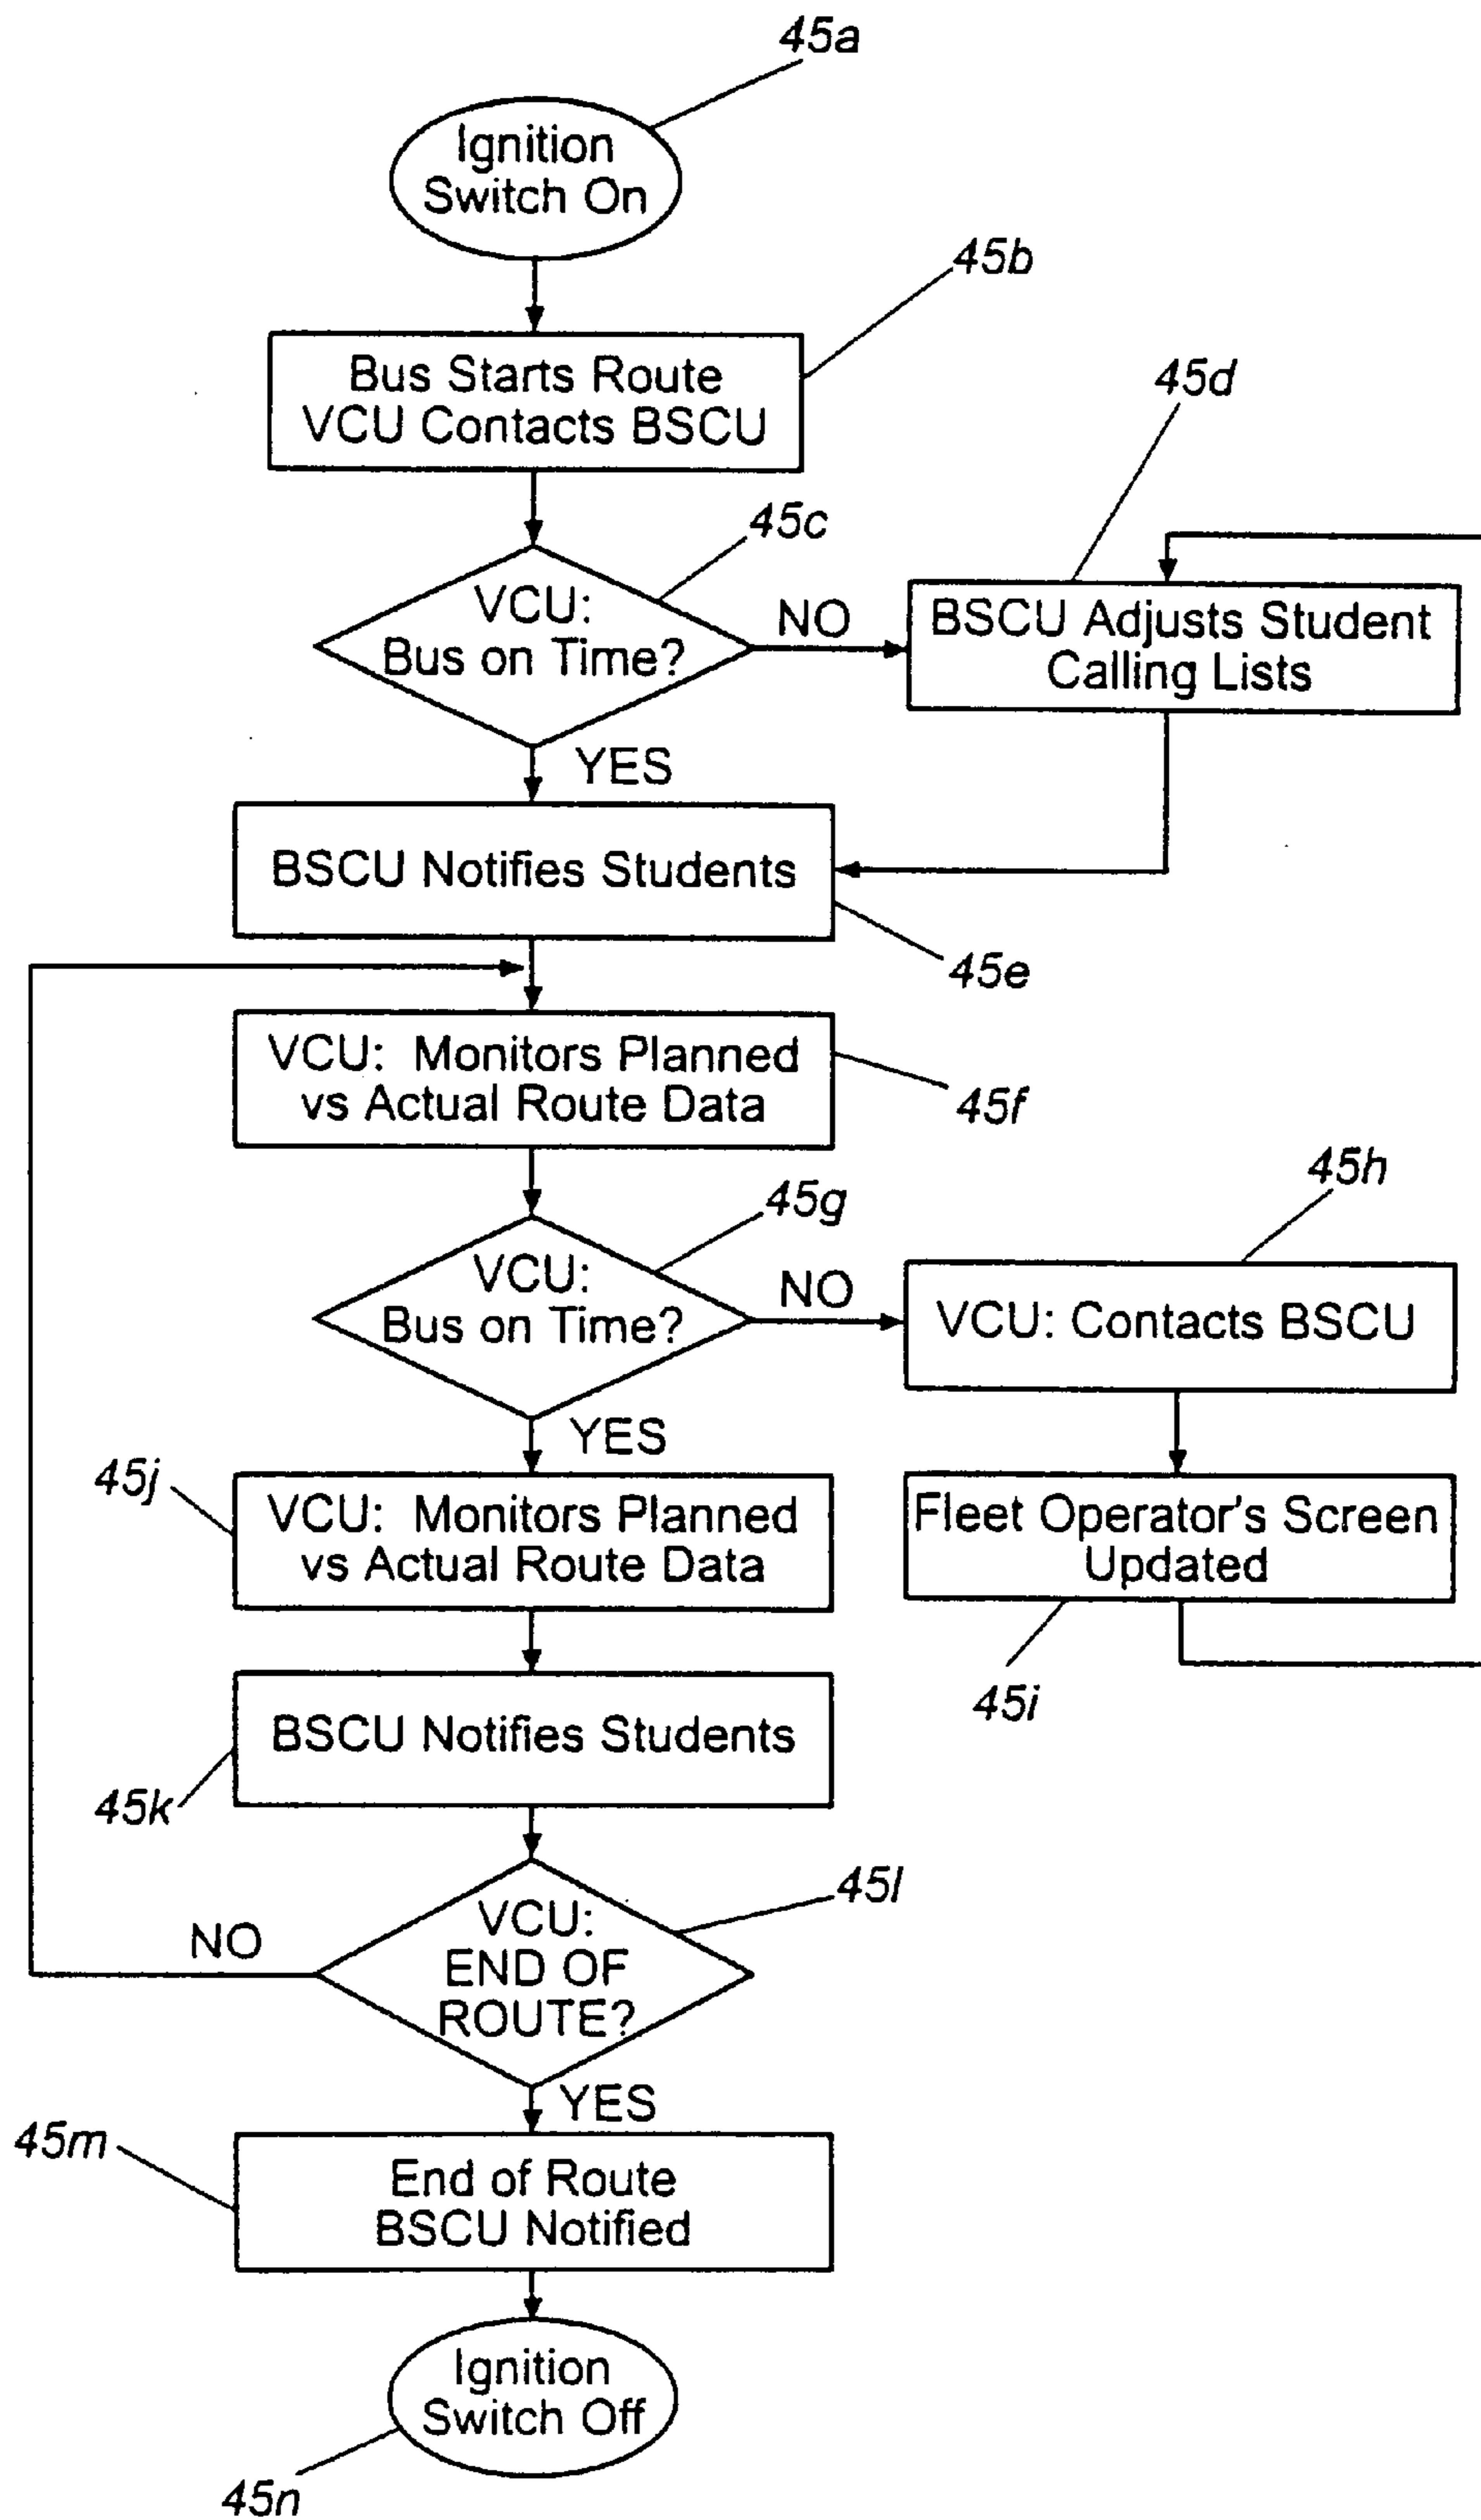 45a
Ignition
Switch On
45b
Bus Starts Route
VCU Contacts BSCU
45c
45d
VCU:
Bus on Time?
NO
BSCU Adjusts Student
Calling Lists
YES
BSCU Notifies Students
45e
VCU: Monitors Planned
vs Actual Route Data
45f
45g
45h
VCU:
Bus on Time?
NO
VCU: Contacts BSCU
YES
45j
VCU: Monitors Planned
vs Actual Route Data
Fleet Operator's Screen
Updated
45i
BSCU Notifies Students
45k
45l
VCU:
END OF
ROUTE?
NO
YES
45m
End of Route
BSCU Notified
Ignition
Switch Off
45n